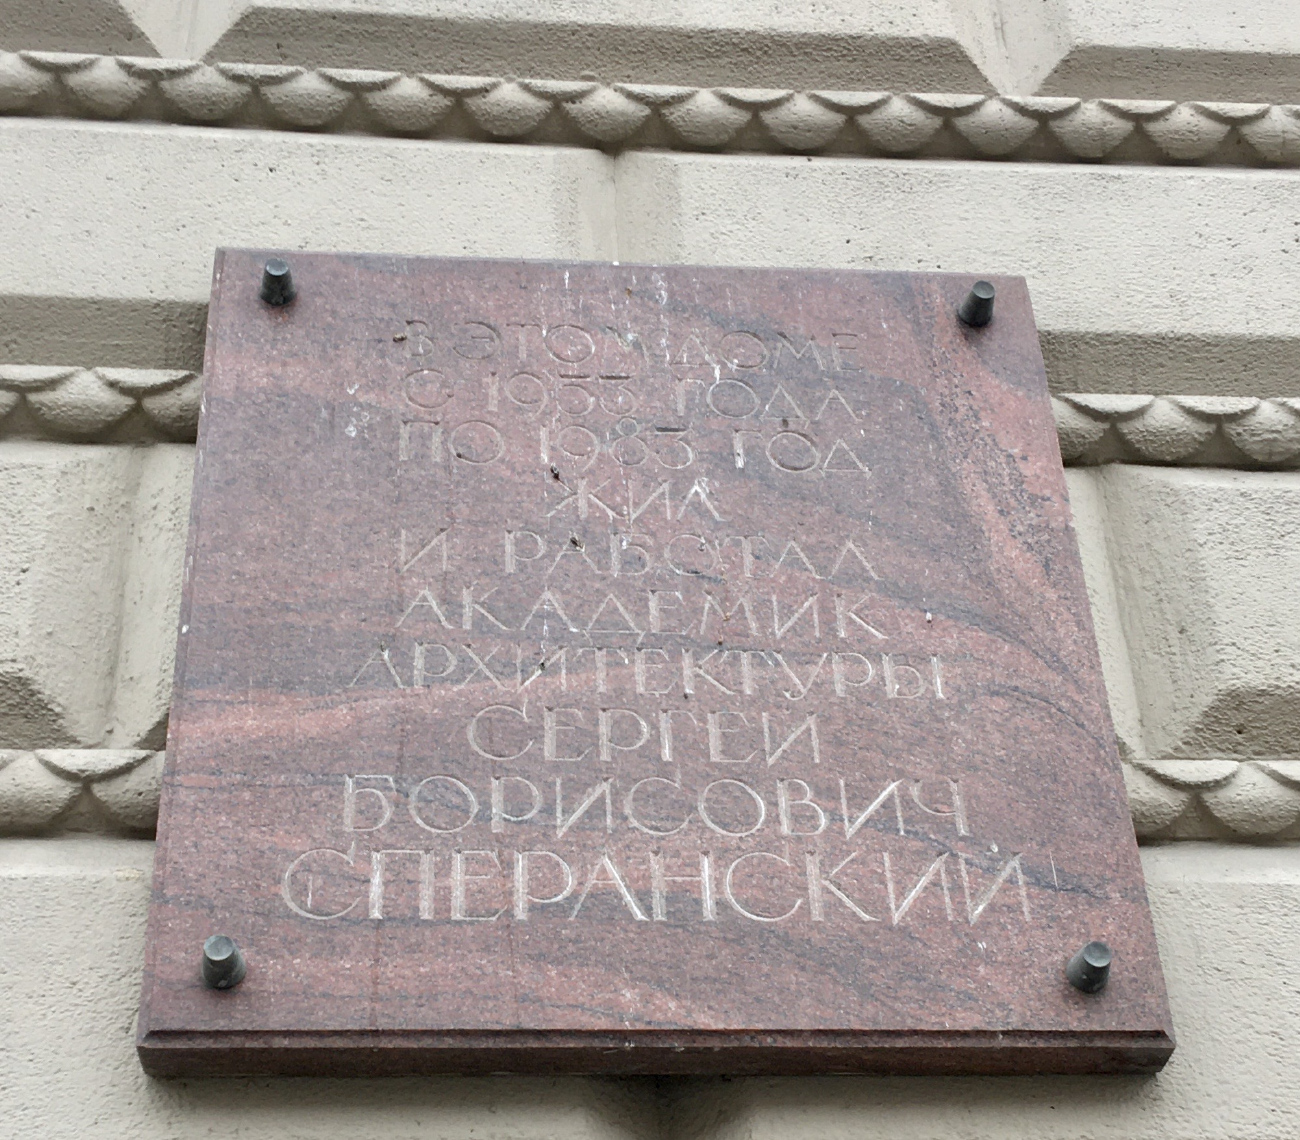 В ЭТОМ ДОМЕ
С 1953 ГОДА
ПО 1983 ГОД
ЖИЛ
И РАБОТАЛ
АКАДЕМИК
АРХИТЕКТУРЫ
СЕРГЕЙ
БОРИСОВИЧ
СПЕРАНСКИЙ